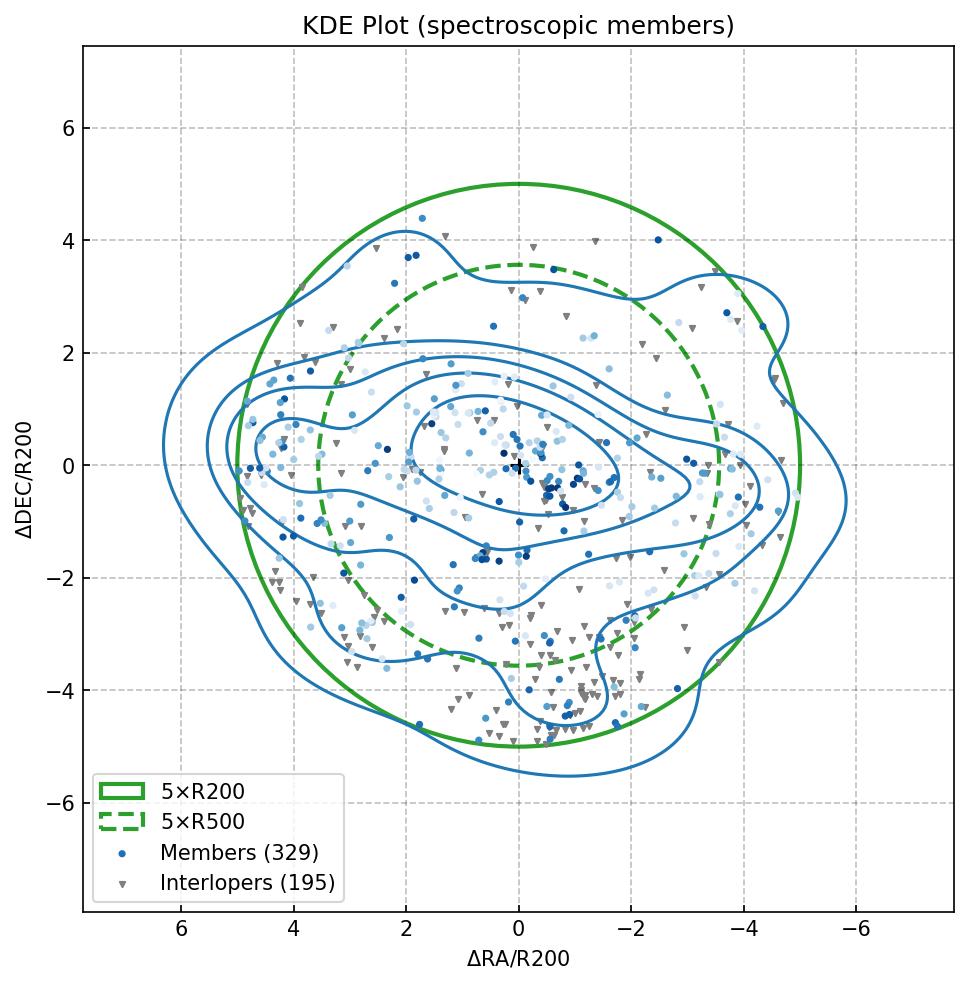 KDE Plot (spectroscopic members)
6
4
2
0
−2
−4
−6
ΔDEC/R200
5×R200
5×R500
Members (329)
Interlopers (195)
6 4 2 0 −2 −4 −6
ΔRA/R200